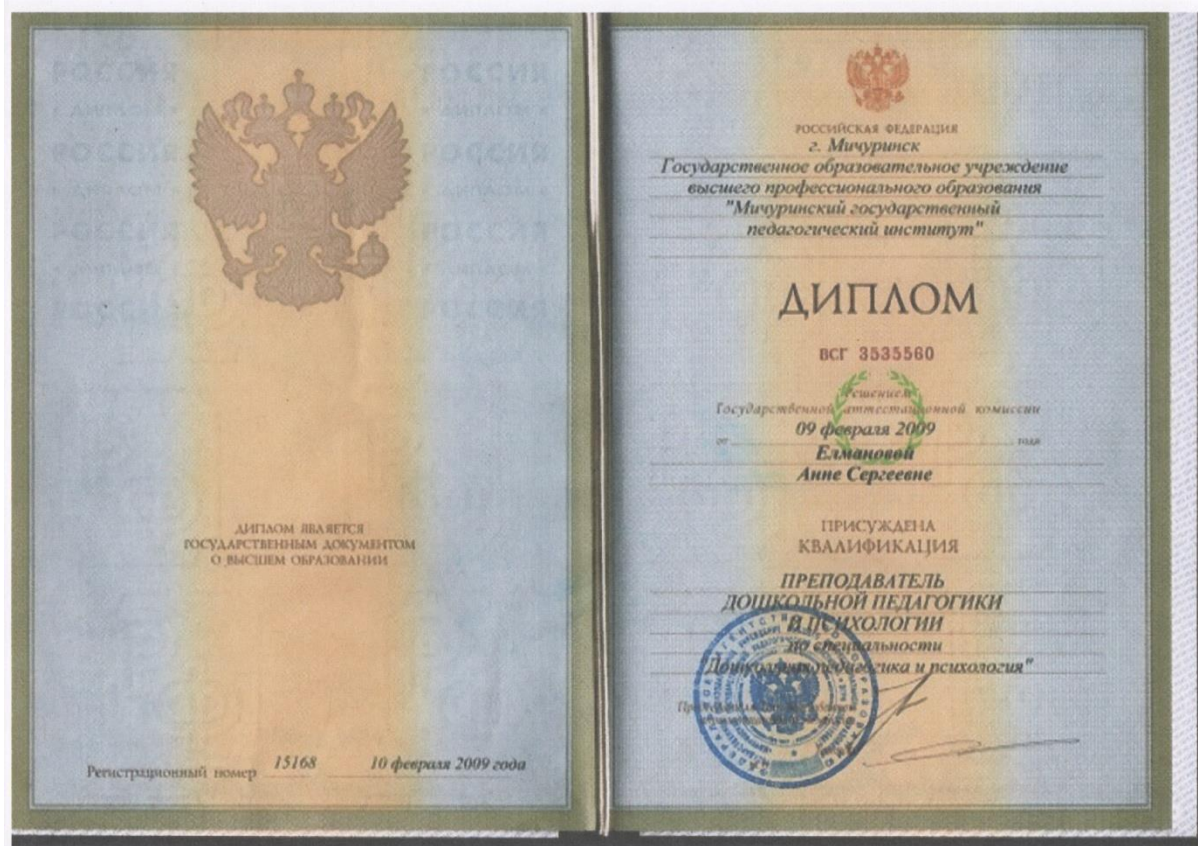 ДИПЛОМ ЯВЛЯЕТСЯ
ГОСУДАРСТВЕННЫМ ДОКУМЕНТОМ
О ВЫСШЕМ ОБРАЗОВАНИИ
Регистрационный номер 15168 10 февраля 2009 года
РОССИЙСКАЯ ФЕДЕРАЦИЯ
г. Мичуринск
Государственное образовательное учреждение
высшего профессионального образования
"Мичуринский государственный
педагогический институт"
ДИПЛОМ
ВСГ 3535560
Решением
Государственной аттестационной комиссии
от 09 февраля 2009 года
Елмановой
Анне Сергеевне
ПРИСУЖДЕНА
КВАЛИФИКАЦИЯ
ПРЕПОДАВАТЕЛЬ
ДОШКОЛЬНОЙ ПЕДАГОГИКИ
И ПСИХОЛОГИИ
по специальности
"Дошкольная педагогика и психология"